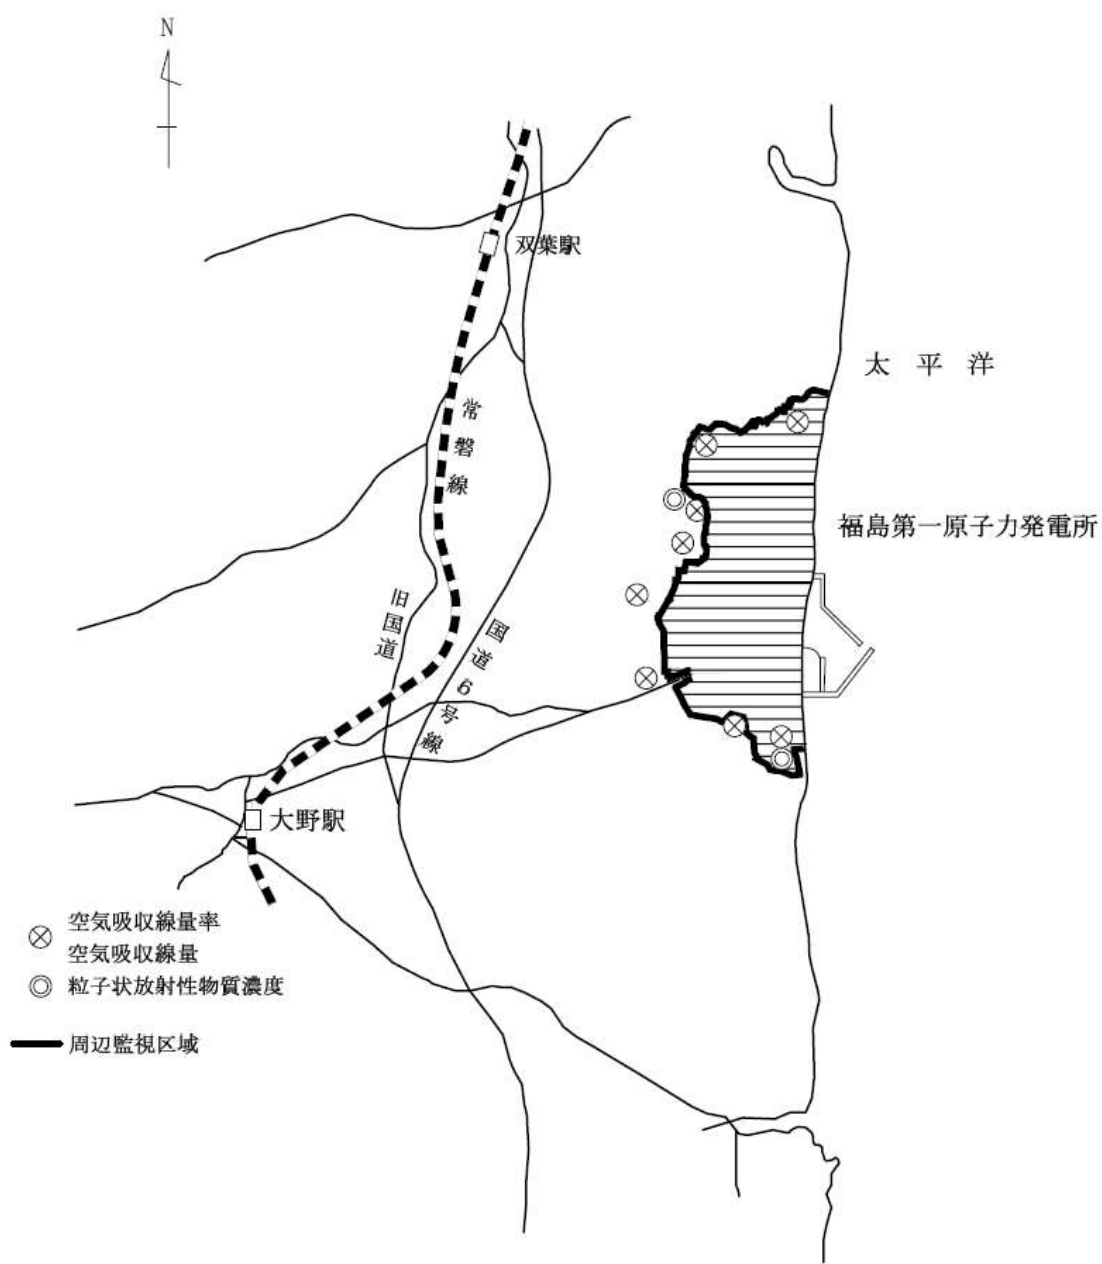 N
双葉駅
太平洋
常磐線
福島第一原子力発電所
旧国道
国道6号線
大野駅
空気吸収線量率
空気吸収線量
粒子状放射性物質濃度
周辺監視区域